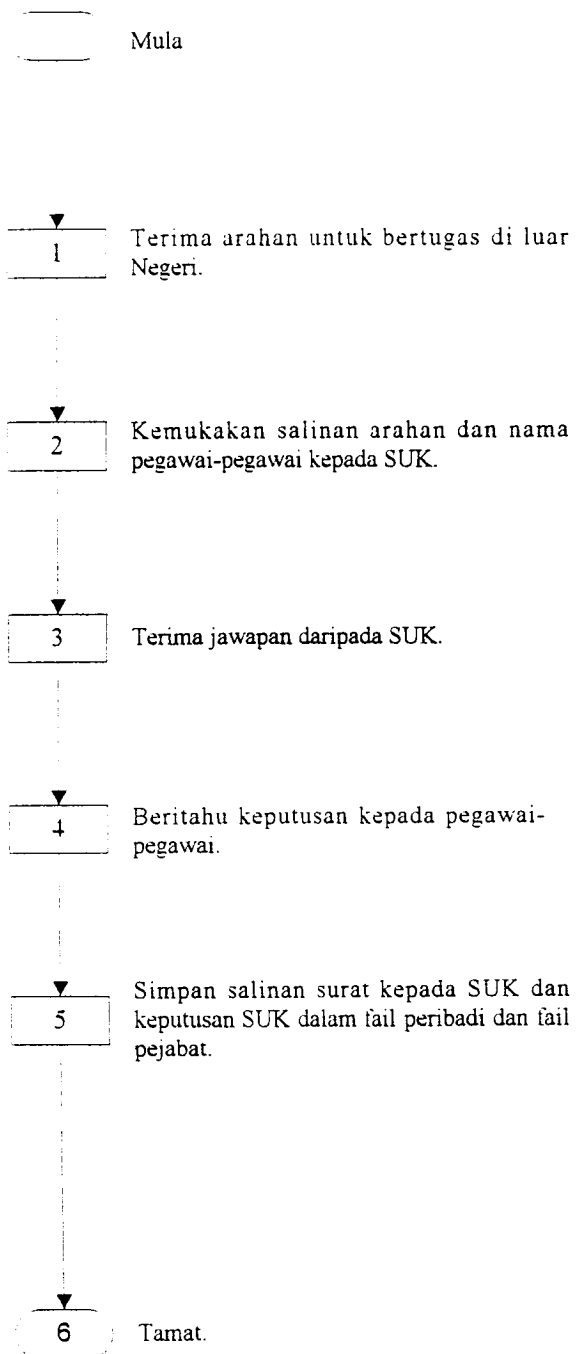 Mula
1 Terima arahan untuk bertugas di luar
Negeri.
2 Kemukakan salinan arahan dan nama
pegawai-pegawai kepada SUK.
3 Terima jawapan daripada SUK.
4 Beritahu keputusan kepada pegawai-
pegawai.
Simpan salinan surat kepada SUK dan
5 keputusan SUK dalam fail peribadi dan fail
pejabat.
6 Tamat.